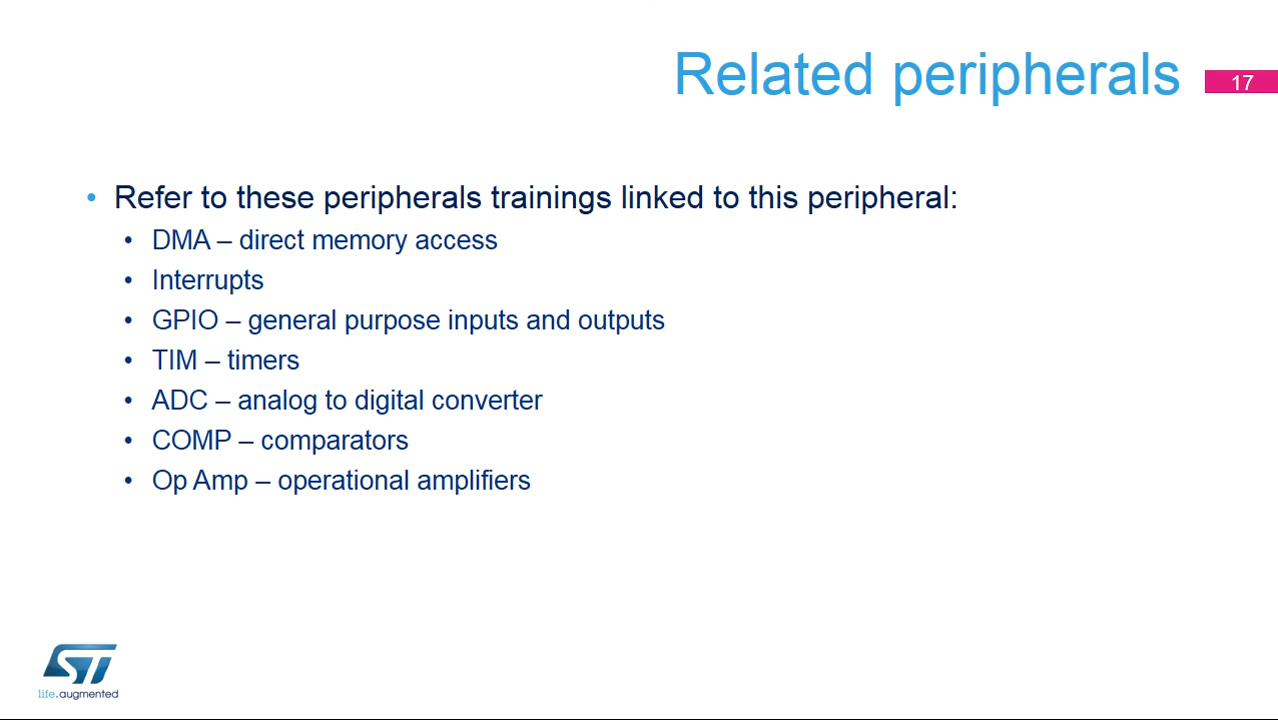 Related peripherals
17
• Refer to these peripherals trainings linked to this peripheral:
• DMA – direct memory access
• Interrupts
• GPIO – general purpose inputs and outputs
• TIM – timers
• ADC – analog to digital converter
• COMP – comparators
• Op Amp – operational amplifiers
ST
life.augmented